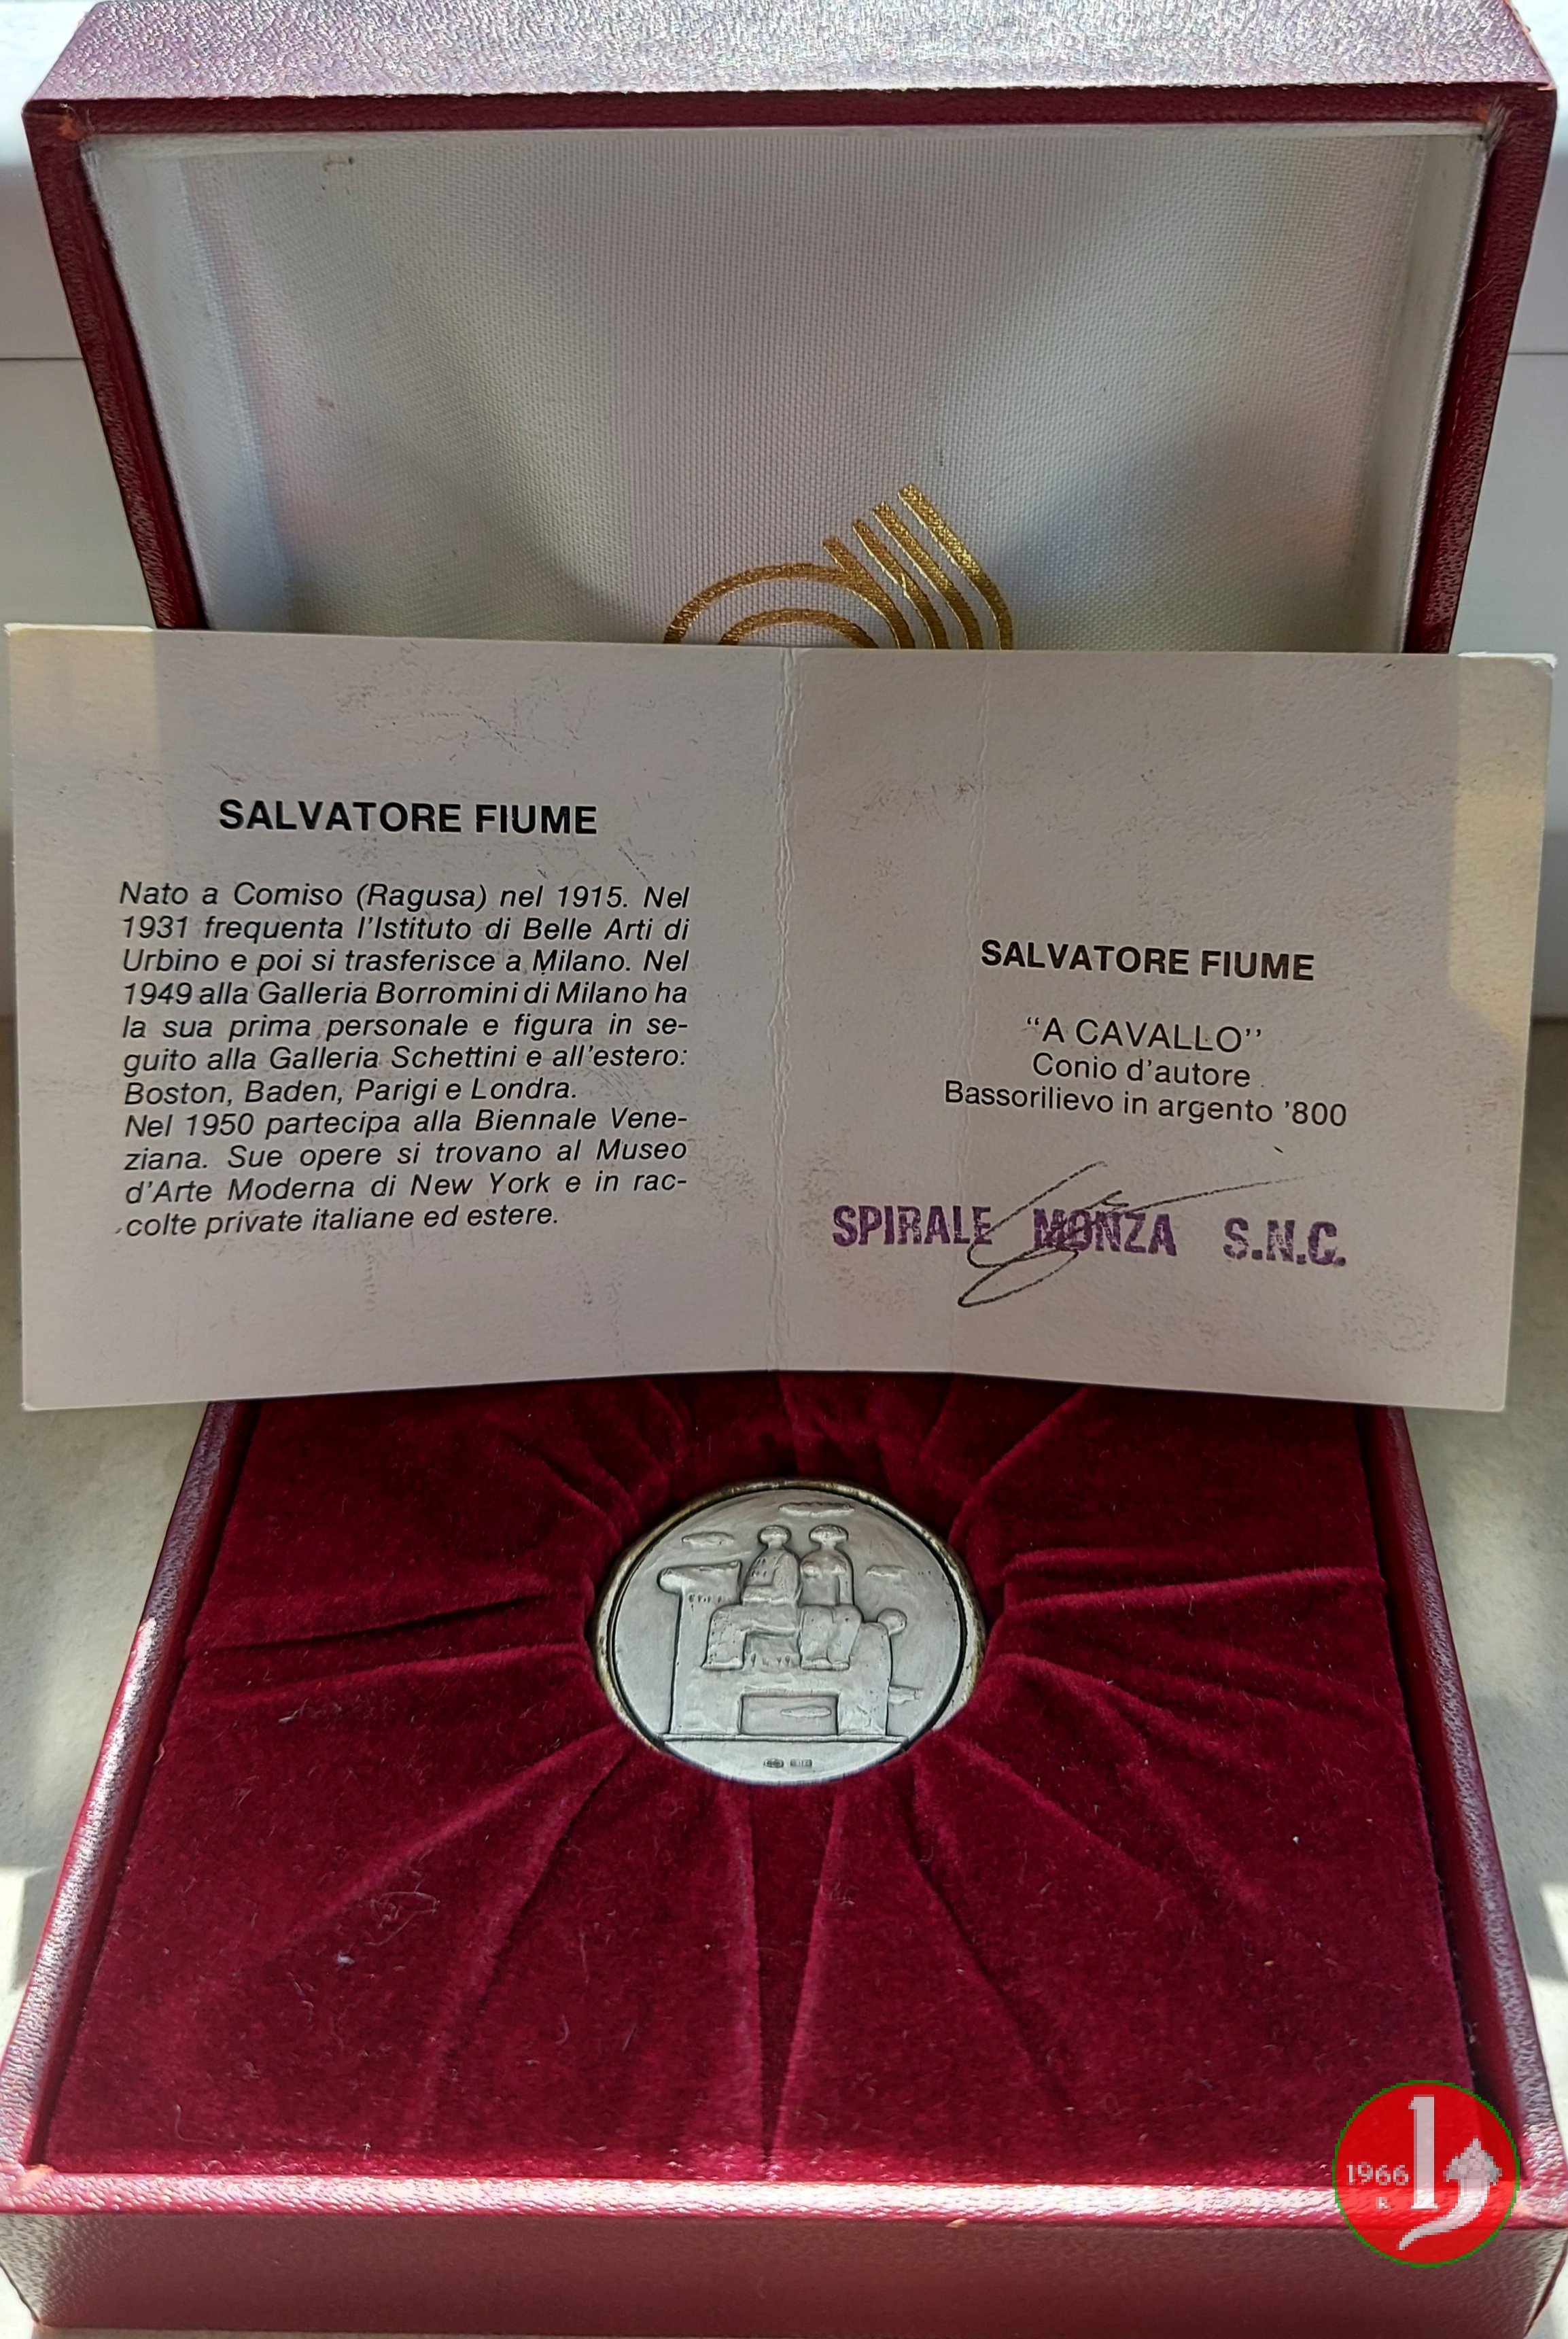 SALVATORE FIUME
Nato a Comiso (Ragusa) nel 1915. Nel
1931 frequenta l'Istituto di Belle Arti di
Urbino e poi si trasferisce a Milano. Nel
1949 alla Galleria Borromini di Milano ha
la sua prima personale e figura in se-
guito alla Galleria Schettini e all'estero:
Boston, Baden, Parigi e Londra.
Nel 1950 partecipa alla Biennale Vene-
ziana. Sue opere si trovano al Museo
d'Arte Moderna di New York e in rac-
colte private italiane ed estere.
SALVATORE FIUME
“A CAVALLO’’
Conio d'autore
Bassorilievo in argento '800
SPIRALE MONZA S.N.C.
1966
R
L